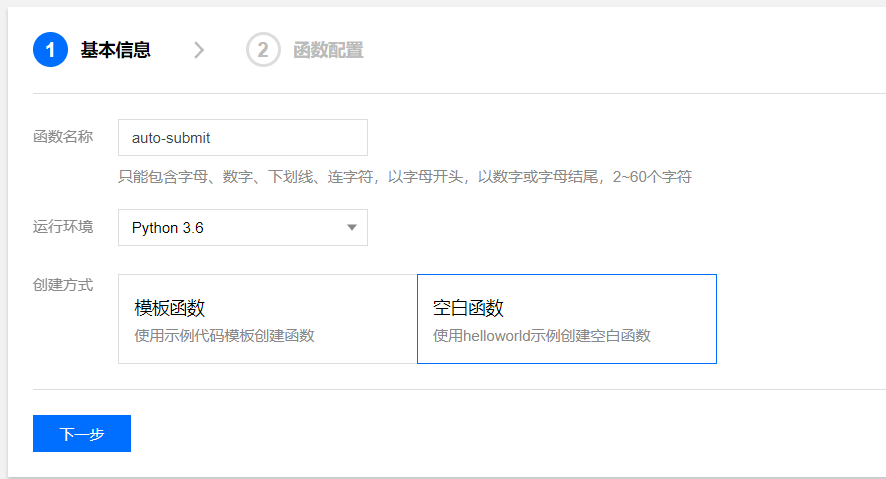 1 基本信息 2 函数配置
函数名称 auto-submit
只能包含字母、数字、下划线、连字符，以字母开头，以数字或字母结尾，2~60个字符
运行环境 Python 3.6
创建方式
模板函数 空白函数
使用示例代码模板创建函数 使用helloworld示例创建空白函数
下一步